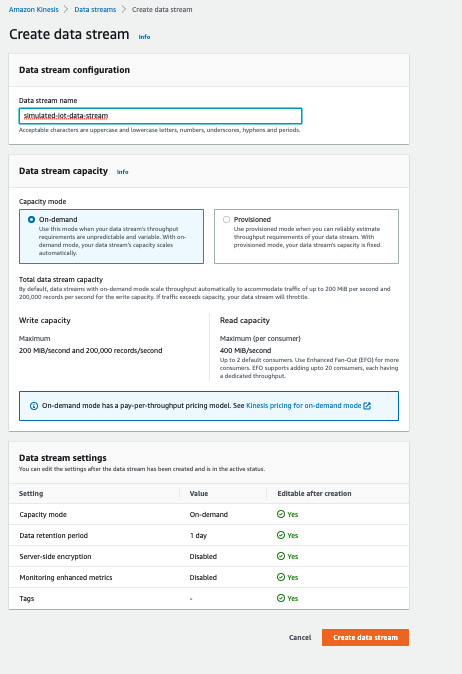 Amazon Kinesis > Data streams > Create data stream
Create data stream Info
Data stream configuration
Data stream name
simulated-iot-data-stream
Acceptable characters are uppercase and lowercase letters, numbers, underscores, hyphens and periods.
Data stream capacity Info
Capacity mode
On-demand
Use this mode when your data stream's throughput
requirements are unpredictable and variable. With on-
demand mode, your data stream's capacity scales
automatically.
Provisioned
Use provisioned mode when you can reliably estimate
throughput requirements of your data stream. With
provisioned mode, your data stream's capacity is fixed.
Total data stream capacity
By default, data streams with on-demand mode scale throughput automatically to accommodate traffic of up to 200 MiB per second and
200,000 records per second for the write capacity. If traffic exceeds capacity, your data stream will throttle.
Write capacity
Maximum
200 MiB/second and 200,000 records/second
Read capacity
Maximum (per consumer)
400 MiB/second
Up to 2 default consumers. Use Enhanced Fan-Out (EFO) for more
consumers. EFO supports adding upto 20 consumers, each having
a dedicated throughput.
On-demand mode has a pay-per-throughput pricing model. See Kinesis pricing for on-demand mode
Data stream settings
You can edit the settings after the data stream has been created and is in the active status.
Setting Value Editable after creation
Capacity mode On-demand Yes
Data retention period 1 day Yes
Server-side encryption Disabled Yes
Monitoring enhanced metrics Disabled Yes
Tags - Yes
Cancel Create data stream